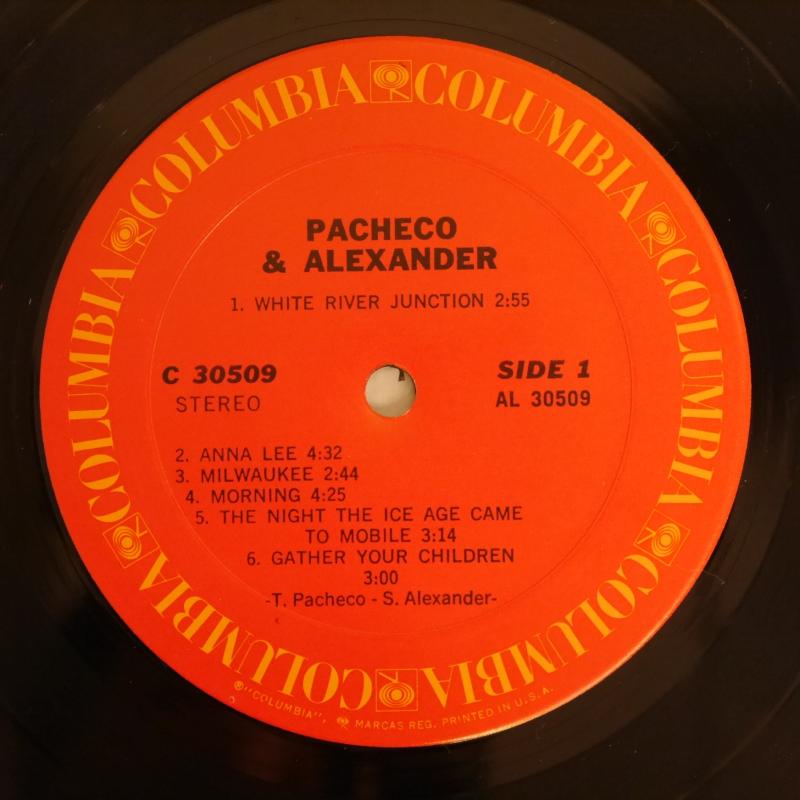 COLUMBIA COLUMBIA COLUMBIA COLUMBIA COLUMBIA COLUMBIA
PACHECO
& ALEXANDER
1. WHITE RIVER JUNCTION 2:55
C 30509
SIDE 1
STEREO
AL 30509
2. ANNA LEE 4:32
3. MILWAUKEE 2:44
4. MORNING 4:25
5. THE NIGHT THE ICE AGE CAME
TO MOBILE 3:14
6. GATHER YOUR CHILDREN
3:00
-T. Pacheco - S. Alexander-
®"COLUMBIA", MARCAS REG. PRINTED IN U.S.A.